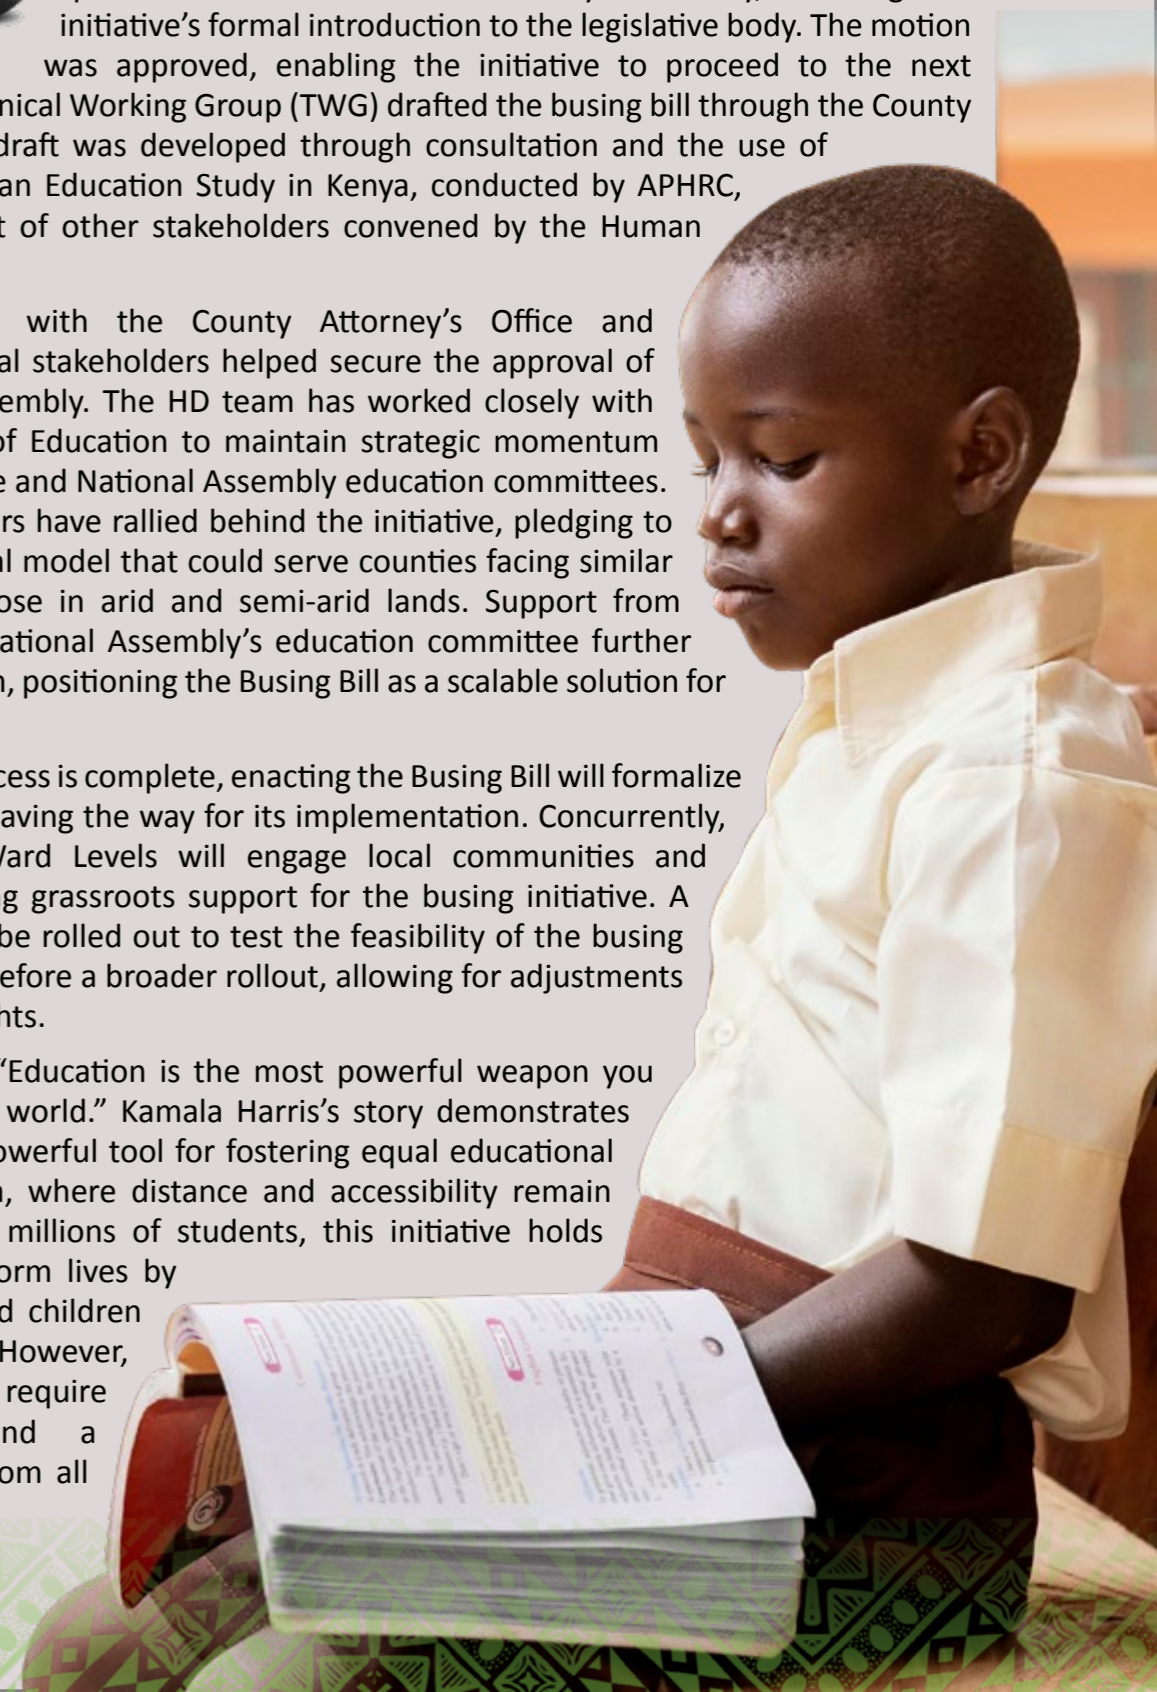 initiative’s formal introduction to the legislative body. The motion
was approved, enabling the initiative to proceed to the next
nical Working Group (TWG) drafted the busing bill through the County
draft was developed through consultation and the use of
an Education Study in Kenya, conducted by APHRC,
t of other stakeholders convened by the Human
with the County Attorney’s Office and
al stakeholders helped secure the approval of
embly. The HD team has worked closely with
of Education to maintain strategic momentum
e and National Assembly education committees.
rs have rallied behind the initiative, pledging to
al model that could serve counties facing similar
ose in arid and semi-arid lands. Support from
ational Assembly’s education committee further
n, positioning the Busing Bill as a scalable solution for
cess is complete, enacting the Busing Bill will formalize
aving the way for its implementation. Concurrently,
Ward Levels will engage local communities and
ng grassroots support for the busing initiative. A
be rolled out to test the feasibility of the busing
efore a broader rollout, allowing for adjustments
hts.
“Education is the most powerful weapon you
world.” Kamala Harris’s story demonstrates
owerful tool for fostering equal educational
, where distance and accessibility remain
millions of students, this initiative holds
orm lives by
d children
However,
require
nd a
om all